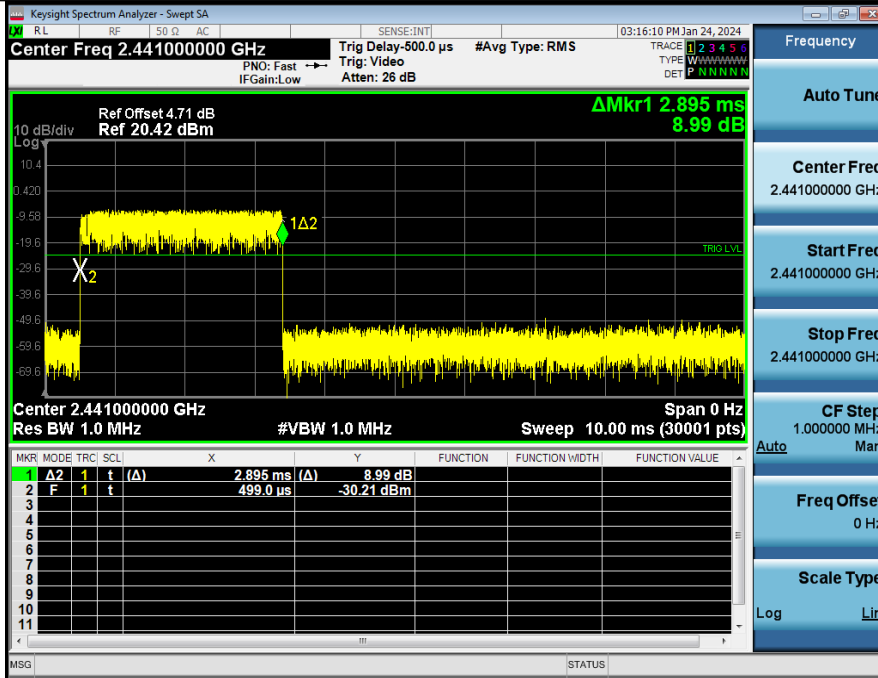 Keysight Spectrum Analyzer - Swept SA
LXI RL RF 50 Ω AC SENSE:INT 03:16:10 PM Jan 24, 2024
Center Freq 2.441000000 GHz
PNO: Fast
IFGain:Low
Trig Delay-500.0 µs
Trig: Video
Atten: 26 dB
#Avg Type: RMS
TRACE 1 2 3 4 5 6
TYPE WWWWWWW
DET P N N N N N
Frequency
Ref Offset 4.71 dB
10 dB/div Ref 20.42 dBm
Log
ΔMkr1 2.895 ms
8.99 dB
10.4
0.420
-9.58
-19.6
-29.6
-39.6
-49.6
-59.6
-69.6
1Δ2
TRIG LVL
X2
Center 2.441000000 GHz Span 0 Hz
Res BW 1.0 MHz #VBW 1.0 MHz Sweep 10.00 ms (30001 pts)
MKR MODE TRC SCL X Y FUNCTION FUNCTION WIDTH FUNCTION VALUE
1 Δ2 1 t (Δ) 2.895 ms (Δ) 8.99 dB
2 F 1 t 499.0 µs -30.21 dBm
3
4
5
6
7
8
9
10
11
MSG STATUS
Auto Tune
Center Freq
2.441000000 GHz
Start Freq
2.441000000 GHz
Stop Freq
2.441000000 GHz
CF Step
1.000000 MHz
Auto Man
Freq Offset
0 Hz
Scale Type
Log Lin